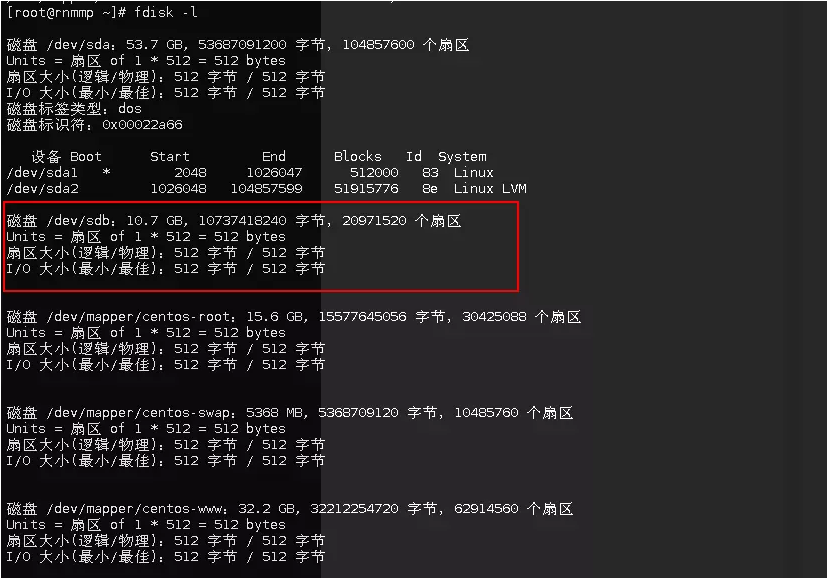 [root@rnmmp ~]# fdisk -l
磁盘 /dev/sda：53.7 GB, 53687091200 字节，104857600 个扇区
Units = 扇区 of 1 * 512 = 512 bytes
扇区大小(逻辑/物理)：512 字节 / 512 字节
I/O 大小(最小/最佳)：512 字节 / 512 字节
磁盘标签类型：dos
磁盘标识符：0x00022a66
设备 Boot Start End Blocks Id System
/dev/sda1 * 2048 1026047 512000 83 Linux
/dev/sda2 1026048 104857599 51915776 8e Linux LVM
磁盘 /dev/sdb：10.7 GB, 10737418240 字节，20971520 个扇区
Units = 扇区 of 1 * 512 = 512 bytes
扇区大小(逻辑/物理)：512 字节 / 512 字节
I/O 大小(最小/最佳)：512 字节 / 512 字节
磁盘 /dev/mapper/centos-root：15.6 GB, 15577645056 字节，30425088 个扇区
Units = 扇区 of 1 * 512 = 512 bytes
扇区大小(逻辑/物理)：512 字节 / 512 字节
I/O 大小(最小/最佳)：512 字节 / 512 字节
磁盘 /dev/mapper/centos-swap：5368 MB, 5368709120 字节，10485760 个扇区
Units = 扇区 of 1 * 512 = 512 bytes
扇区大小(逻辑/物理)：512 字节 / 512 字节
I/O 大小(最小/最佳)：512 字节 / 512 字节
磁盘 /dev/mapper/centos-www：32.2 GB, 32212254720 字节，62914560 个扇区
Units = 扇区 of 1 * 512 = 512 bytes
扇区大小(逻辑/物理)：512 字节 / 512 字节
I/O 大小(最小/最佳)：512 字节 / 512 字节